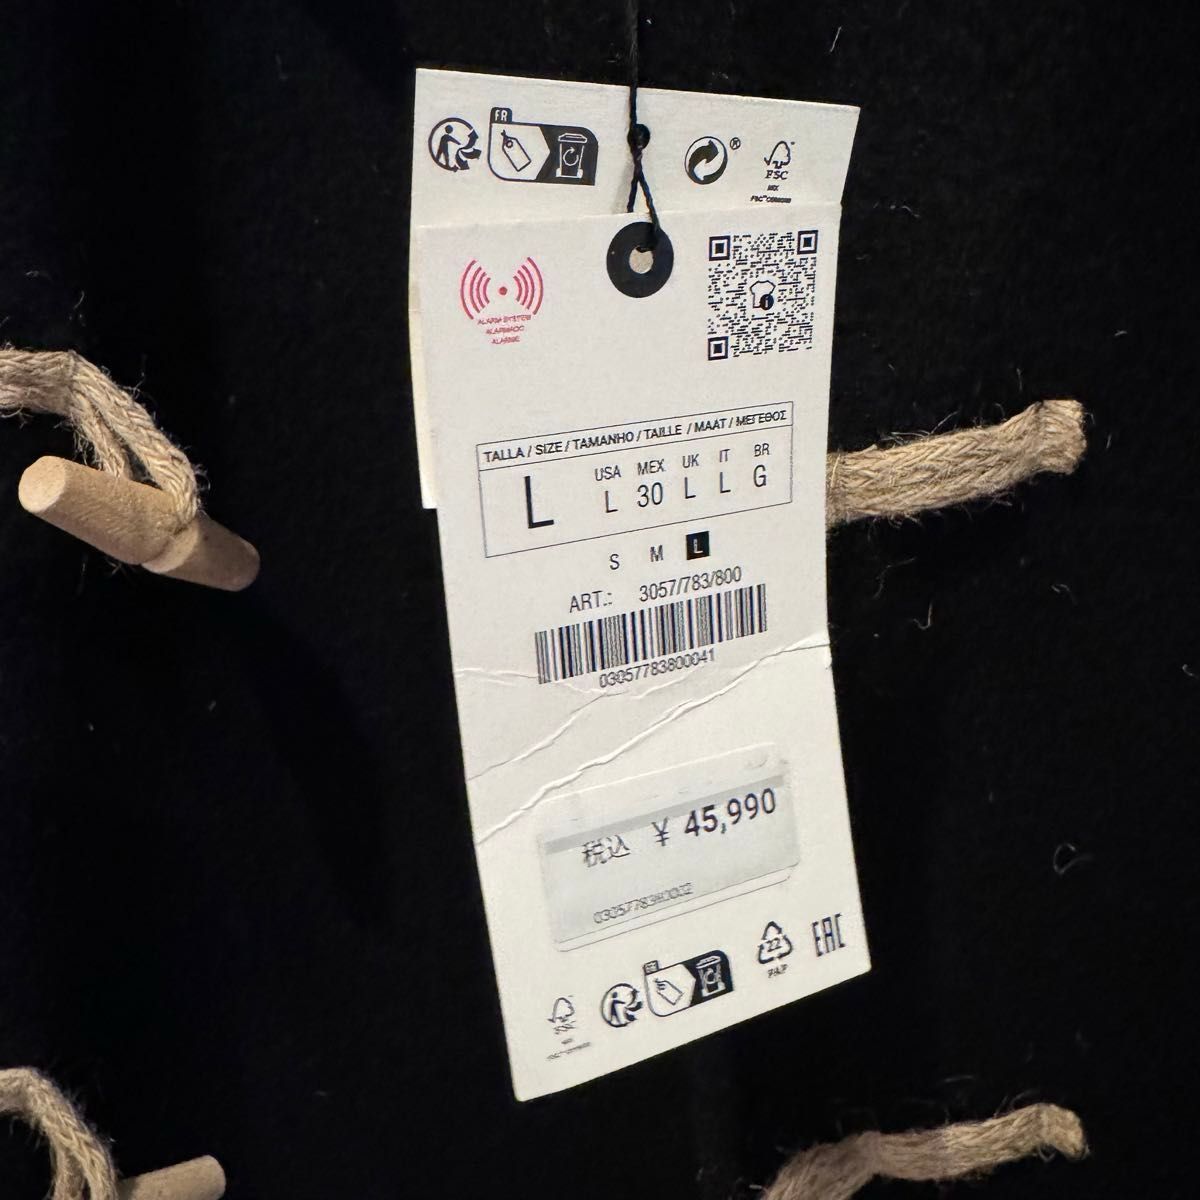 FR
®
FSC
MIX
ALARM SYSTEM
ALARMADO
ALARME
TALLA / SIZE / TAMANHO / TAILLE / MAAT / ΜΕΓΕΘΟΣ
L
USA MEX UK IT BR
L 30 L L G
S M L
ART.: 3057/783/800
03057783800041
税込 ¥ 45,990
22
PAP
EAC
FR